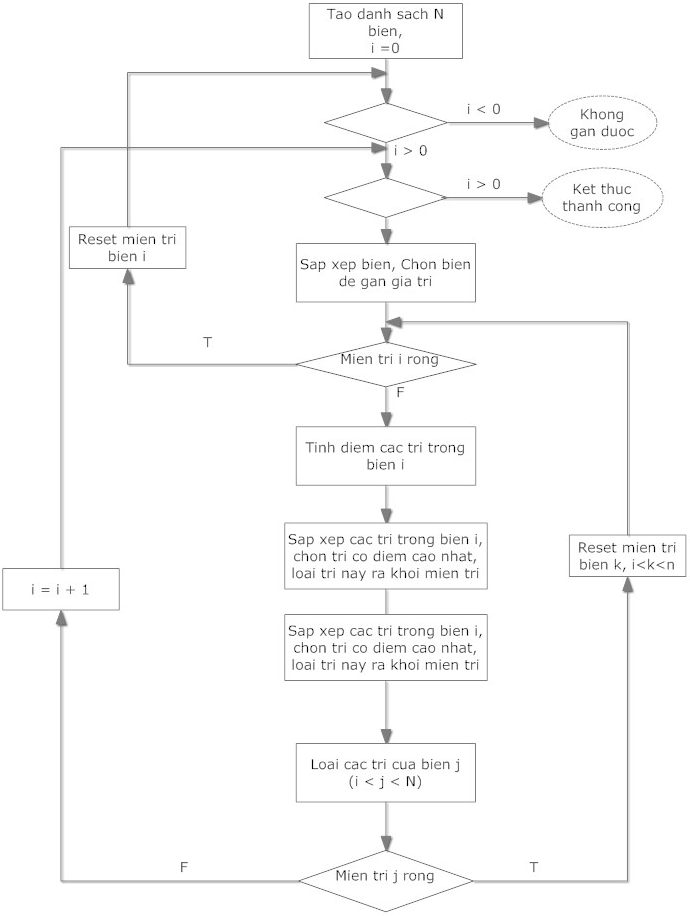 Tao danh sach N
bien,
i =0
i < 0
Khong
gan duoc
i > 0
i > 0
Ket thuc
thanh cong
Reset mien tri
bien i
Sap xep bien, Chon bien
de gan gia tri
T
Mien tri i rong
F
Tinh diem cac tri trong
bien i
Sap xep cac tri trong bien i,
chon tri co diem cao nhat,
loai tri nay ra khoi mien tri
Reset mien tri
bien k, i<k<n
i = i + 1
Sap xep cac tri trong bien i,
chon tri co diem cao nhat,
loai tri nay ra khoi mien tri
Loai cac tri cua bien j
(i < j < N)
F
Mien tri j rong
T